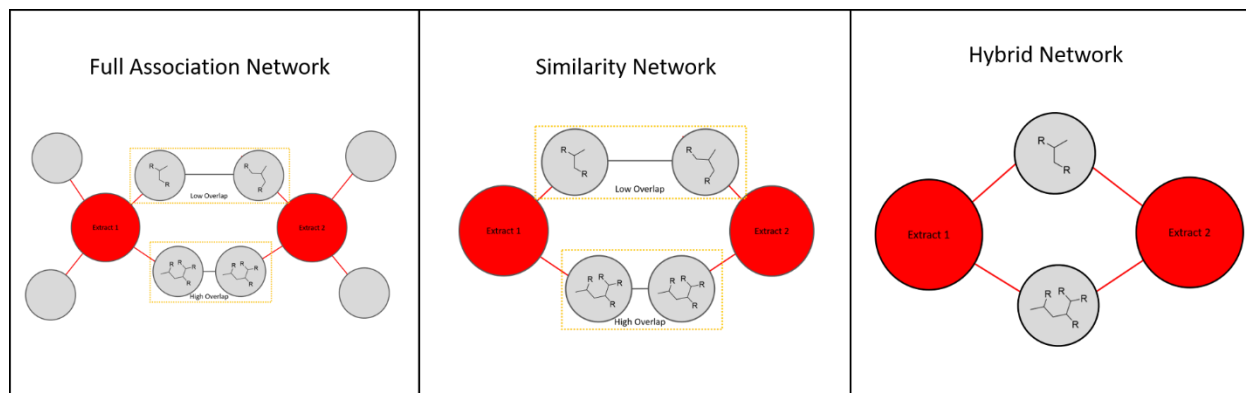 Full Association Network
R
R
R
R
Low Overlap
Extract 1
Extract 2
R
R
R
R
R
R
High Overlap
Similarity Network
R
R
R
R
Low Overlap
Extract 1
Extract 2
R
R
R
R
R
R
High Overlap
Hybrid Network
R
R
Extract 1
Extract 2
R
R
R